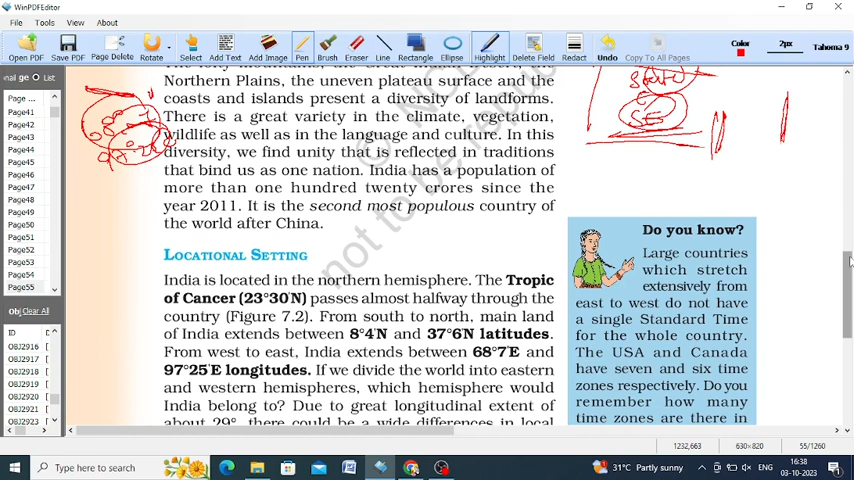 WinPDFEditor
File Tools View About
Open PDF Save PDF Page Delete Rotate Select Add Text Add Image Pen Brush Eraser Line Rectangle Ellipse Highlight Delete Field Redact Undo Copy To All Pages Color 2px Tahoma 9
List
Page...
Page41
Page42
Page43
Page44
Page45
Page46
Page47
Page48
Page49
Page50
Page51
Page52
Page53
Page54
Page55
Clear All
ID
OBJ2916 [
OBJ2917 [
OBJ2918 [
OBJ2919 [
OBJ2920 [
OBJ2921 [
OBJ2922 [
OBJ2923 [
Northern Plains, the uneven plateau surface and the
coasts and islands present a diversity of landforms.
There is a great variety in the climate, vegetation,
wildlife as well as in the language and culture. In this
diversity, we find unity that is reflected in traditions
that bind us as one nation. India has a population of
more than one hundred twenty crores since the
year 2011. It is the second most populous country of
the world after China.
LOCATIONAL SETTING
India is located in the northern hemisphere. The Tropic
of Cancer (23°30'N) passes almost halfway through the
country (Figure 7.2). From south to north, main land
of India extends between 8°4'N and 37°6'N latitudes.
From west to east, India extends between 68°7'E and
97°25'E longitudes. If we divide the world into eastern
and western hemispheres, which hemisphere would
India belong to? Due to great longitudinal extent of
about 29°, there could be a wide differences in local
not to be
Do you know?
Large countries
which stretch
extensively from
east to west do not have
a single Standard Time
for the whole country.
The USA and Canada
have seven and six time
zones respectively. Do you
remember how many
time zones are there in
1232,663 630×820 55/1260
Type here to search
31°C Partly sunny
ENG
16:38
03-10-2023